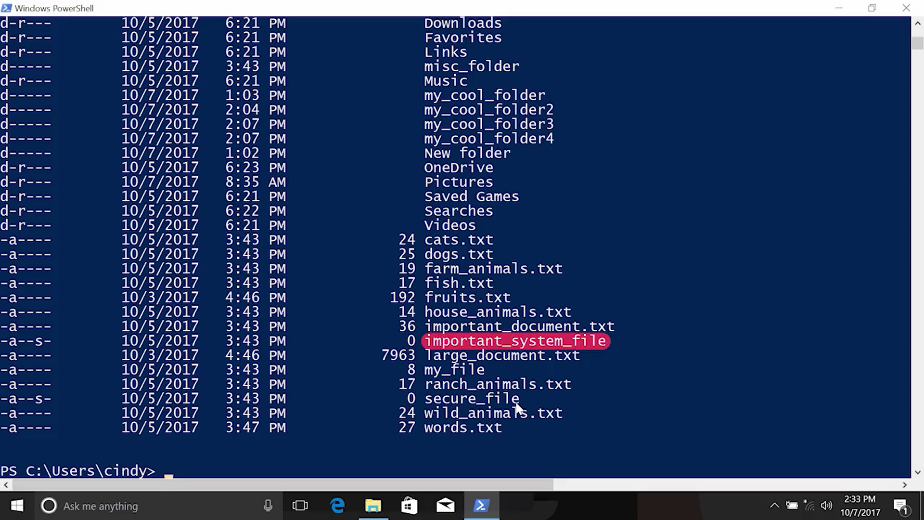 Windows PowerShell
d-r--- 10/5/2017 6:21 PM Downloads
d-r--- 10/5/2017 6:21 PM Favorites
d-r--- 10/5/2017 6:21 PM Links
d----- 10/5/2017 3:43 PM misc_folder
d-r--- 10/5/2017 6:21 PM Music
d----- 10/7/2017 1:03 PM my_cool_folder
d----- 10/7/2017 2:04 PM my_cool_folder2
d----- 10/7/2017 2:07 PM my_cool_folder3
d----- 10/7/2017 2:07 PM my_cool_folder4
d----- 10/7/2017 1:02 PM New folder
d-r--- 10/5/2017 6:23 PM OneDrive
d-r--- 10/7/2017 8:35 AM Pictures
d-r--- 10/5/2017 6:21 PM Saved Games
d-r--- 10/5/2017 6:22 PM Searches
d-r--- 10/5/2017 6:21 PM Videos
-a---- 10/5/2017 3:43 PM 24 cats.txt
-a---- 10/5/2017 3:43 PM 25 dogs.txt
-a---- 10/5/2017 3:43 PM 19 farm_animals.txt
-a---- 10/5/2017 3:43 PM 17 fish.txt
-a---- 10/3/2017 4:46 PM 192 fruits.txt
-a---- 10/5/2017 3:43 PM 14 house_animals.txt
-a---- 10/5/2017 3:43 PM 36 important_document.txt
-a--s- 10/5/2017 3:43 PM 0 important_system_file
-a---- 10/3/2017 4:46 PM 7963 large_document.txt
-a---- 10/5/2017 3:43 PM 8 my_file
-a---- 10/5/2017 3:43 PM 17 ranch_animals.txt
-a--s- 10/5/2017 3:43 PM 0 secure_file
-a---- 10/5/2017 3:43 PM 24 wild_animals.txt
-a---- 10/5/2017 3:47 PM 27 words.txt
PS C:\Users\cindy>
Ask me anything
2:33 PM
10/7/2017
1